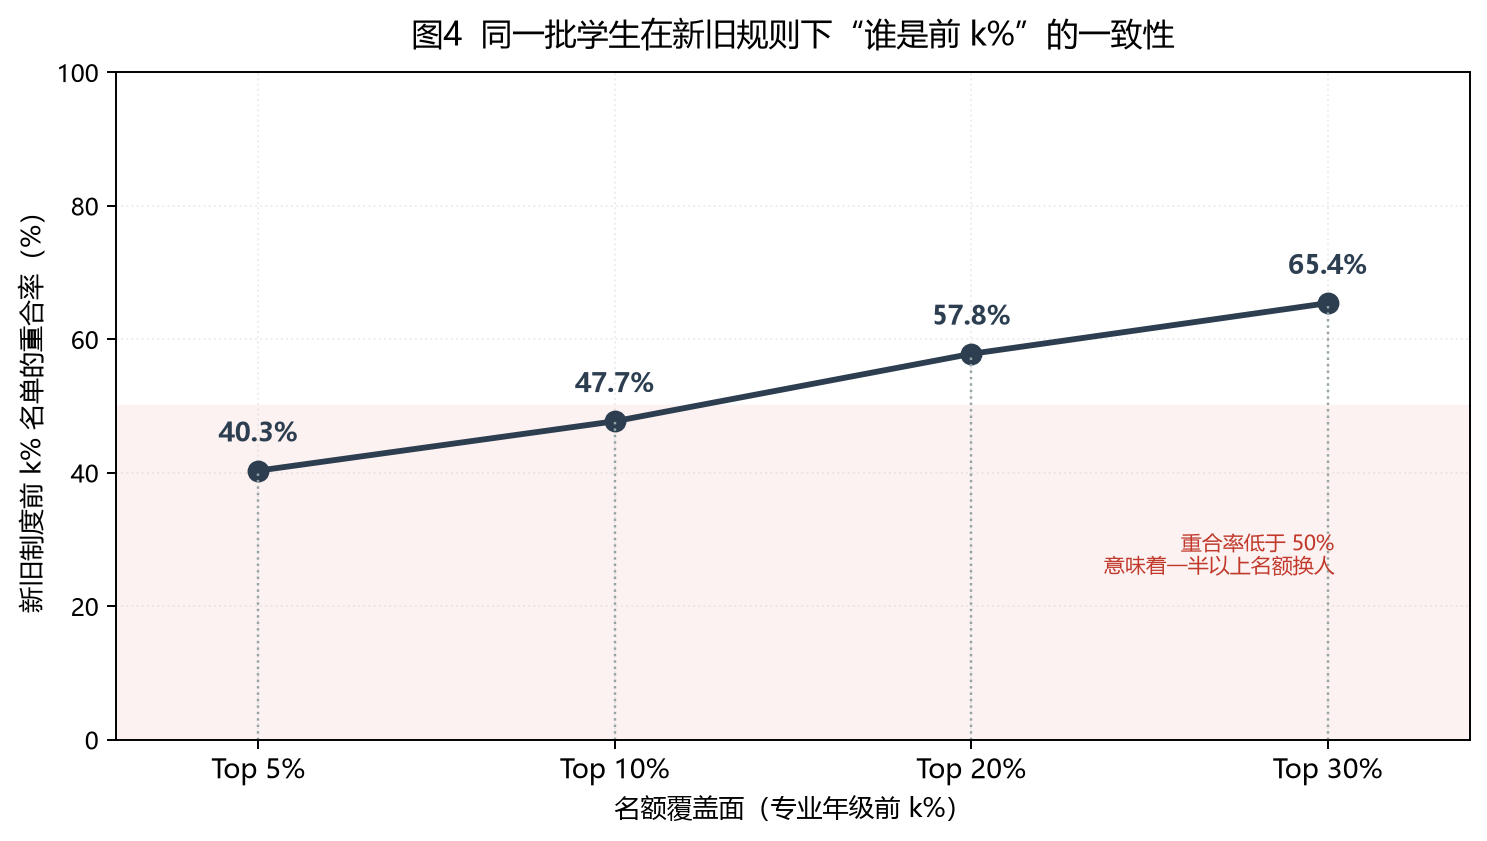 图4 同一批学生在新旧规则下“谁是前 k%”的一致性
新旧制度前 k% 名单的重合率（%）
100
80
60
40
20
0
40.3%
47.7%
57.8%
65.4%
重合率低于 50%
意味着一半以上名额换人
Top 5%
Top 10%
Top 20%
Top 30%
名额覆盖面（专业年级前 k%）